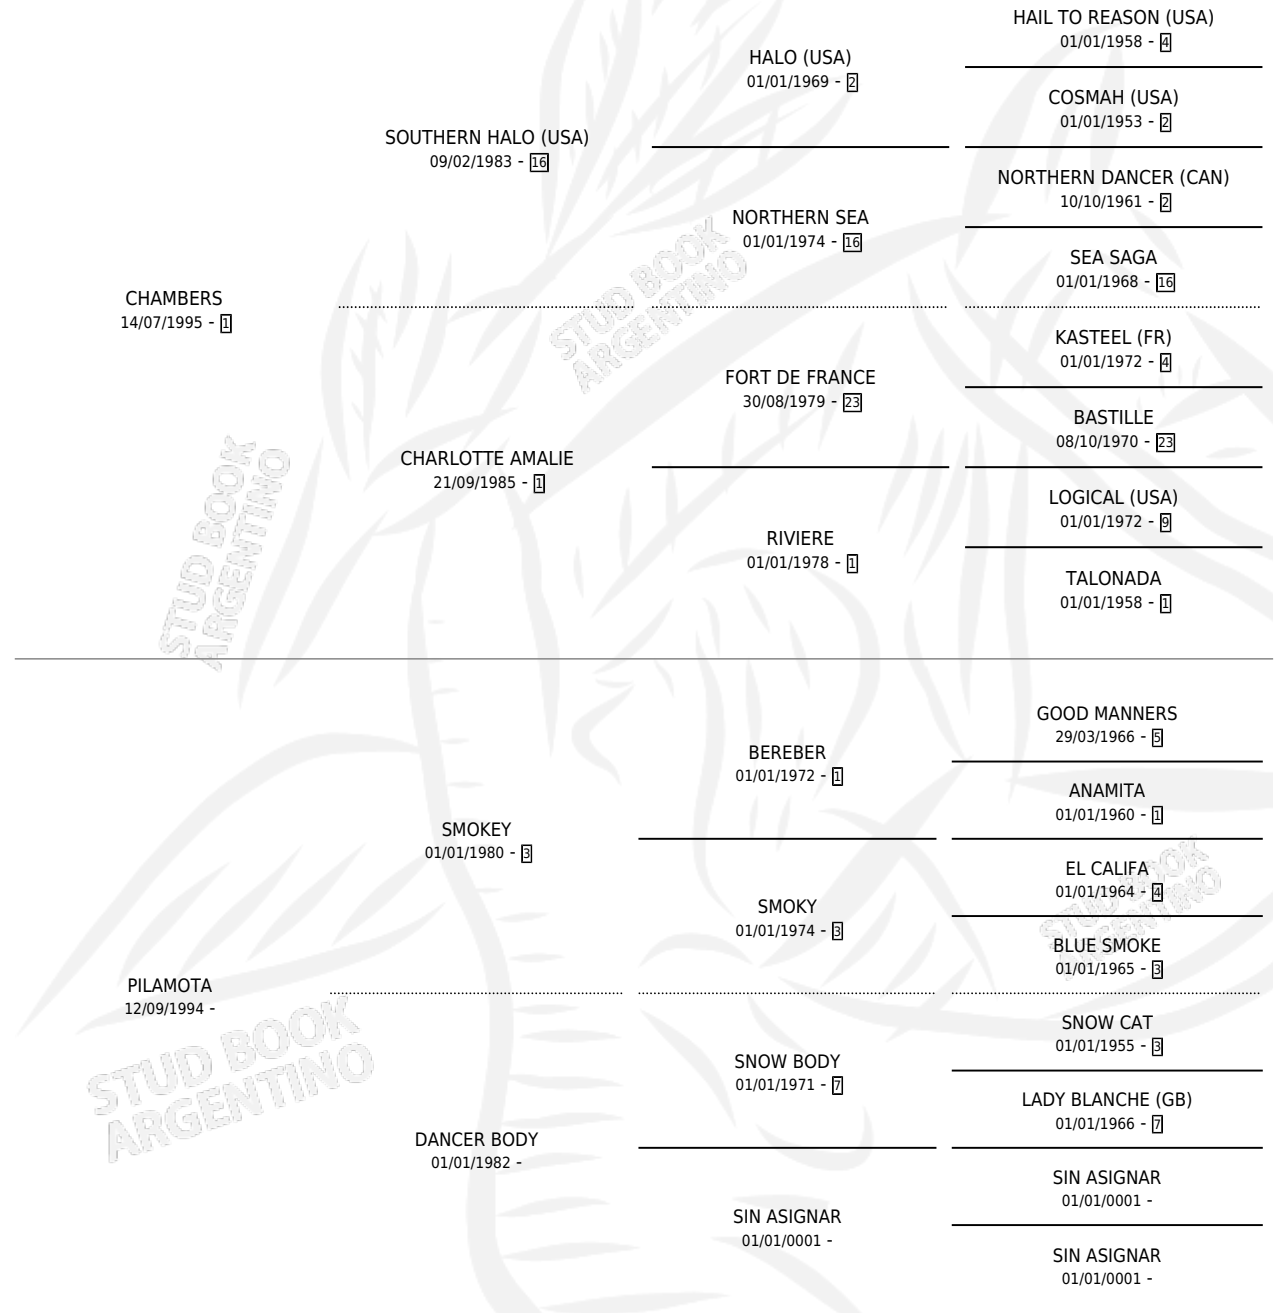 HAIL TO REASON (USA)
01/01/1958 - 4
HALO (USA)
01/01/1969 - 2
COSMAH (USA)
01/01/1953 - 2
SOUTHERN HALO (USA)
09/02/1983 - 16
NORTHERN DANCER (CAN)
10/10/1961 - 2
NORTHERN SEA
01/01/1974 - 16
SEA SAGA
01/01/1968 - 16
CHAMBERS
14/07/1995 - 1
STUD BOOK
ARGENTINO
KASTEEL (FR)
01/01/1972 - 4
FORT DE FRANCE
30/08/1979 - 23
BASTILLE
08/10/1970 - 23
CHARLOTTE AMALIE
21/09/1985 - 1
LOGICAL (USA)
01/01/1972 - 9
RIVIERE
01/01/1978 - 1
TALONADA
01/01/1958 - 1
STUD BOOK
ARGENTINO
GOOD MANNERS
29/03/1966 - 5
BEREBER
01/01/1972 - 1
ANAMITA
01/01/1960 - 1
SMOKEY
01/01/1980 - 3
EL CALIFA
01/01/1964 - 4
SMOKY
01/01/1974 - 3
BLUE SMOKE
01/01/1965 - 3
STUD BOOK
ARGENTINO
PILAMOTA
12/09/1994 -
SNOW CAT
01/01/1955 - 3
SNOW BODY
01/01/1971 - 7
LADY BLANCHE (GB)
01/01/1966 - 7
STUD BOOK
ARGENTINO
DANCER BODY
01/01/1982 -
SIN ASIGNAR
01/01/0001 -
SIN ASIGNAR
01/01/0001 -
SIN ASIGNAR
01/01/0001 -